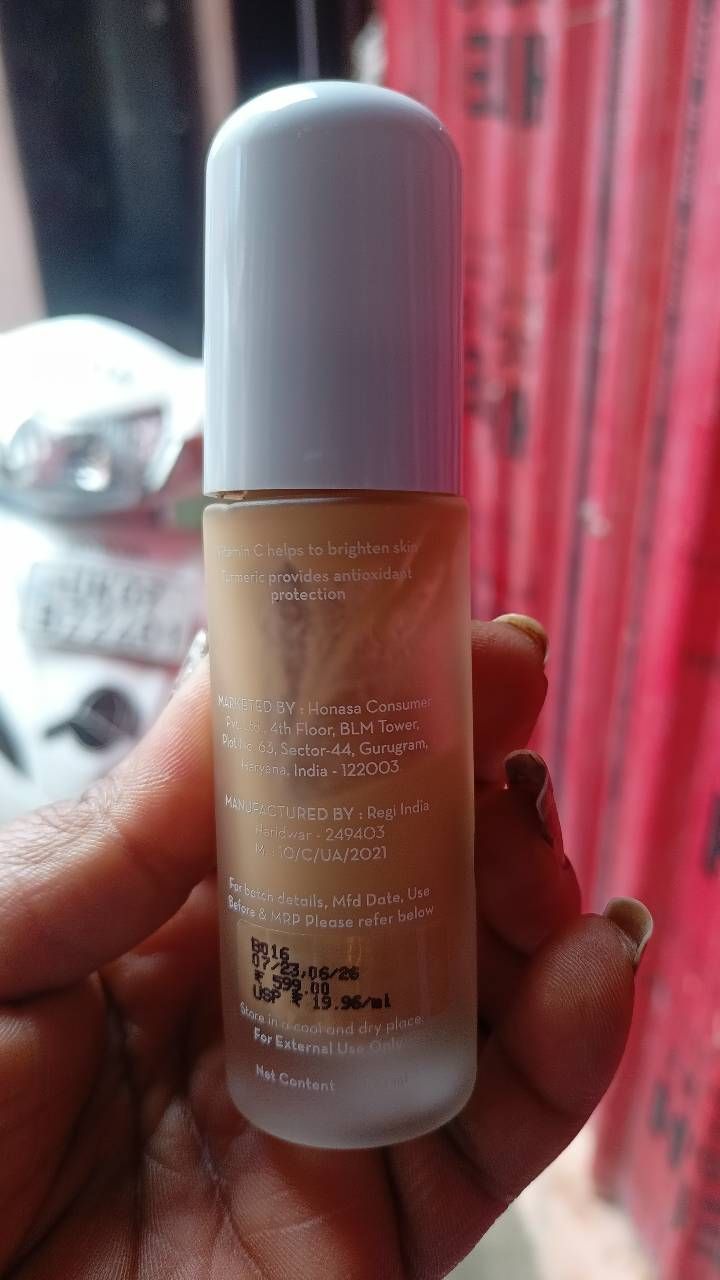 Vitamin C helps to brighten skin
Turmeric provides antioxidant
protection
MARKETED BY : Honasa Consumer
Pvt. Ltd., 4th Floor, BLM Tower,
Plot No. 63, Sector-44, Gurugram,
Haryana, India - 122003
MANUFACTURED BY : Regi India
Haridwar - 249403
10/C/UA/2021
For batch details, Mfd Date, Use
Before & MRP Please refer below
B016
07/23,06/26
₹ 599.00
USP ₹ 19.96/ml
Store in a cool and dry place.
For External Use Only
Net Content